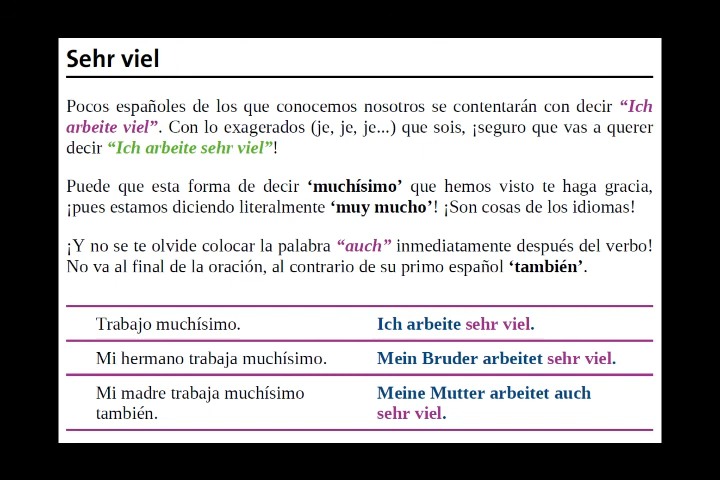 Sehr viel
Pocos españoles de los que conocemos nosotros se contentarán con decir “Ich
arbeite viel”. Con lo exagerados (je, je, je...) que sois, ¡seguro que vas a querer
decir “Ich arbeite sehr viel”!
Puede que esta forma de decir ‘muchísimo’ que hemos visto te haga gracia,
¡pues estamos diciendo literalmente ‘muy mucho’! ¡Son cosas de los idiomas!
¡Y no se te olvide colocar la palabra “auch” inmediatamente después del verbo!
No va al final de la oración, al contrario de su primo español ‘también’.
Trabajo muchísimo. Ich arbeite sehr viel.
Mi hermano trabaja muchísimo. Mein Bruder arbeitet sehr viel.
Mi madre trabaja muchísimo Meine Mutter arbeitet auch
también. sehr viel.